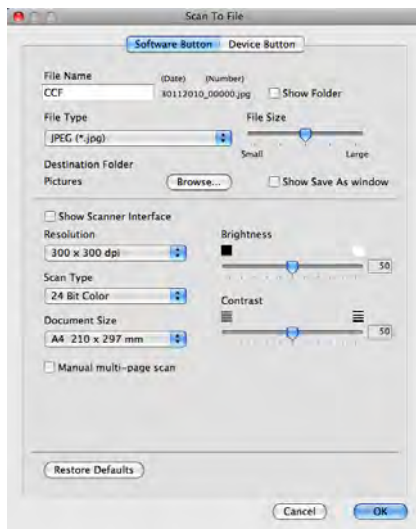 Scan To File
Software Button Device Button
File Name (Date) (Number)
CCF 30112010_00000.jpg Show Folder
File Type File Size
JPEG (*.jpg)
Small Large
Destination Folder
Pictures Browse... Show Save As window
Show Scanner Interface
Resolution Brightness
300 x 300 dpi
50
Scan Type
24 Bit Color
Contrast
Document Size
50
A4 210 x 297 mm
Manual multi-page scan
Restore Defaults
Cancel OK